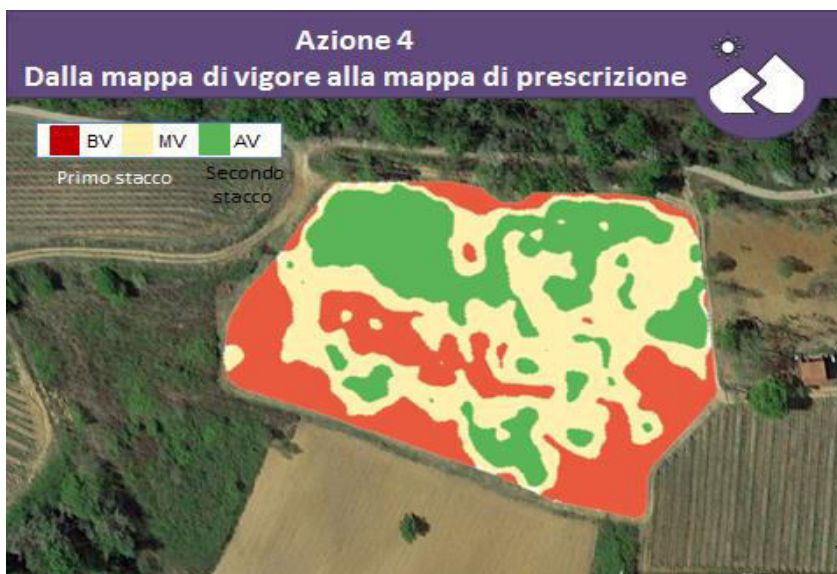 Azione 4
Dalla mappa di vigore alla mappa di prescrizione
BV MV AV
Primo stacco
Secondo
stacco